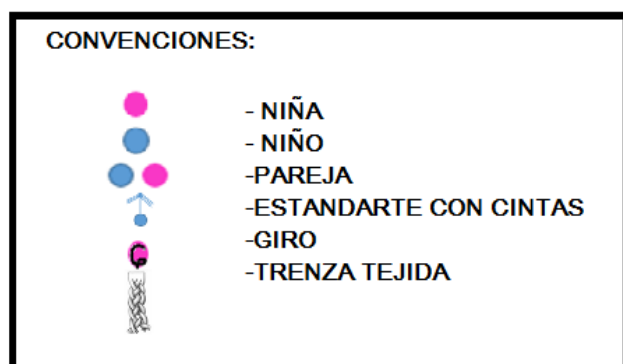 CONVENCIONES:
- NIÑA
- NIÑO
-PAREJA
-ESTANDARTE CON CINTAS
-GIRO
-TRENZA TEJIDA